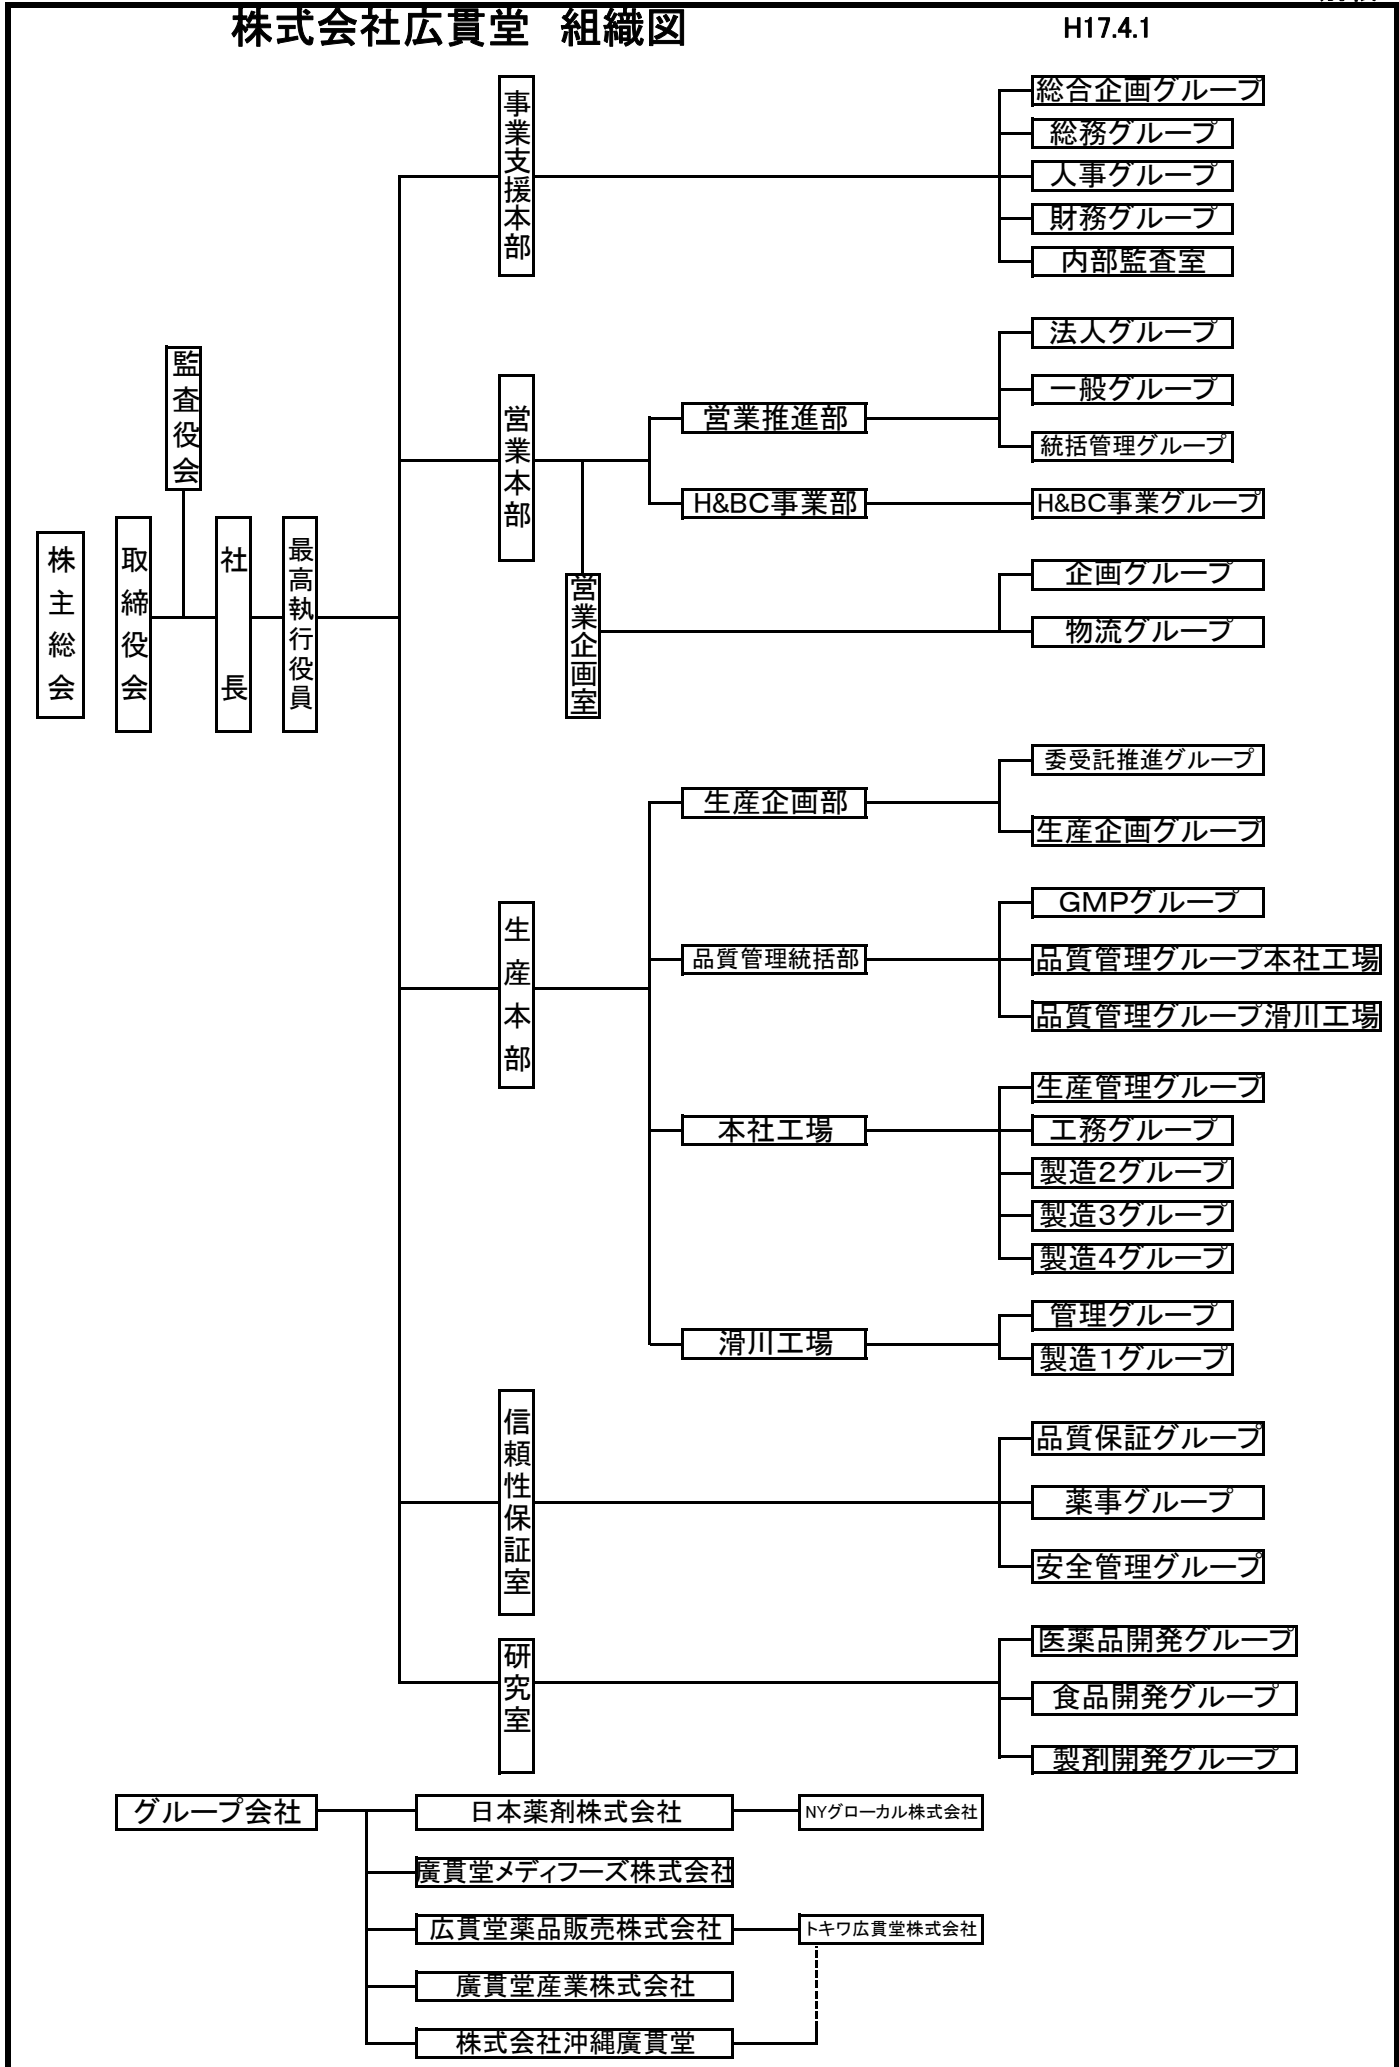 株式会社広貫堂 組織図
H17.4.1
事業支援本部
総合企画グループ
総務グループ
人事グループ
財務グループ
内部監査室
監査役会
株主総会
取締役会
社長
最高執行役員
営業本部
営業推進部
法人グループ
一般グループ
統括管理グループ
H&BC事業部
H&BC事業グループ
営業企画室
企画グループ
物流グループ
生産本部
生産企画部
委受託推進グループ
生産企画グループ
品質管理統括部
GMPグループ
品質管理グループ本社工場
品質管理グループ滑川工場
本社工場
生産管理グループ
工務グループ
製造2グループ
製造3グループ
製造4グループ
滑川工場
管理グループ
製造1グループ
信頼性保証室
品質保証グループ
薬事グループ
安全管理グループ
研究室
医薬品開発グループ
食品開発グループ
製剤開発グループ
グループ会社
日本薬剤株式会社
NYグローカル株式会社
廣貫堂メディフーズ株式会社
広貫堂薬品販売株式会社
トキワ広貫堂株式会社
廣貫堂産業株式会社
株式会社沖縄廣貫堂